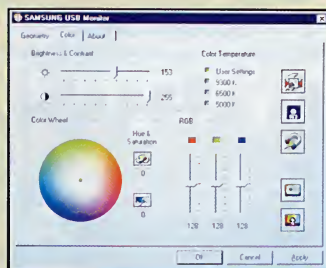 SAMSUNG USB Monitor
Geometry Color About
Brightness & Contrast
153
255
Color Temperature
User Settings
9300 K
6500 K
5000 K
Color Wheel
Hue &
Saturation
0
0
RGB
128 128 128
OK Cancel Apply